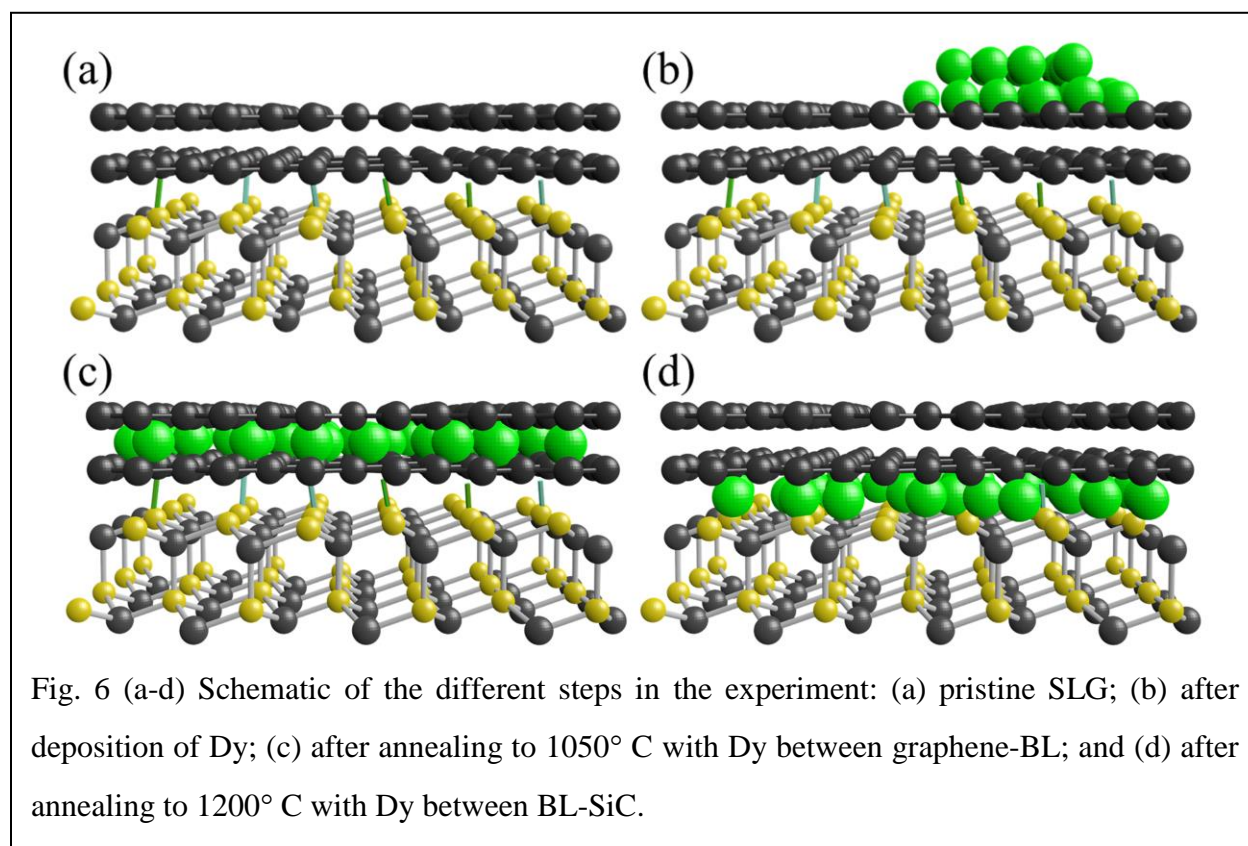 (a)
(b)
(c)
(d)
Fig. 6 (a-d) Schematic of the different steps in the experiment: (a) pristine SLG; (b) after
deposition of Dy; (c) after annealing to 1050° C with Dy between graphene-BL; and (d) after
annealing to 1200° C with Dy between BL-SiC.